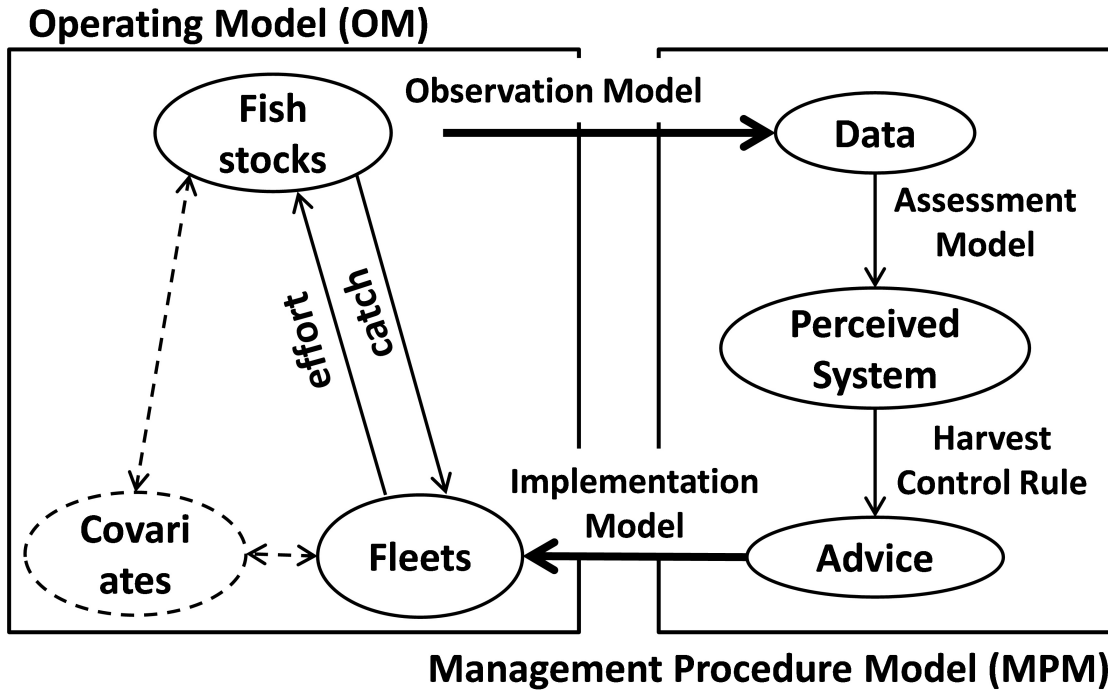 Operating Model (OM)
Observation Model
Fish
stocks
Data
Assessment
Model
effort
catch
Perceived
System
Harvest
Control Rule
Implementation
Model
Covari
ates
Fleets
Advice
Management Procedure Model (MPM)